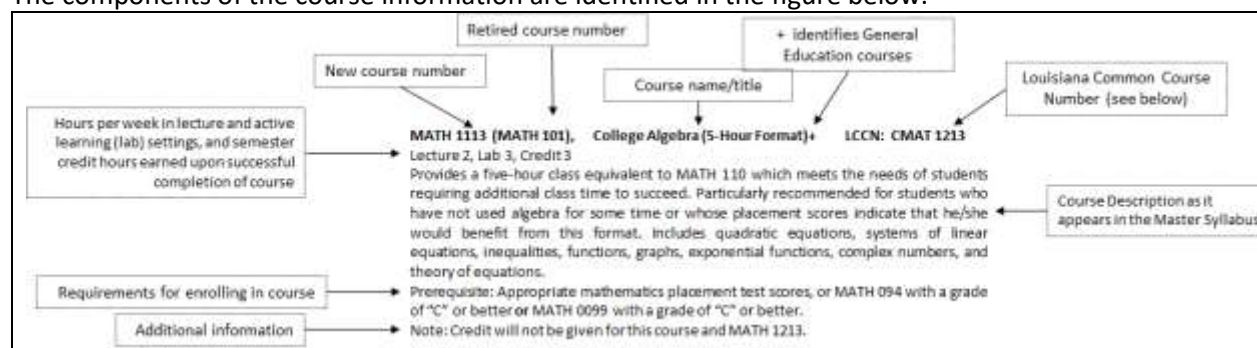 The components of the course information are identified in the figure below.
Retired course number
+ identifies General
Education courses
New course number
Course name/title
Louisiana Common Course
Number (see below)
Hours per week in lecture and active
learning (lab) settings, and semester
credit hours earned upon successful
completion of course
MATH 1113 (MATH 101), College Algebra (5-Hour Format)+ LCCN: CMAT 1213
Lecture 2, Lab 3, Credit 3
Provides a five-hour class equivalent to MATH 110 which meets the needs of students
requiring additional class time to succeed. Particularly recommended for students who
have not used algebra for some time or whose placement scores indicate that he/she
would benefit from this format. Includes quadratic equations, systems of linear
equations, inequalities, functions, graphs, exponential functions, complex numbers, and
theory of equations.
Course Description as it
appears in the Master Syllabus
Requirements for enrolling in course
Prerequisite: Appropriate mathematics placement test scores, or MATH 094 with a grade
of "C" or better or MATH 0099 with a grade of "C" or better.
Additional information
Note: Credit will not be given for this course and MATH 1213.